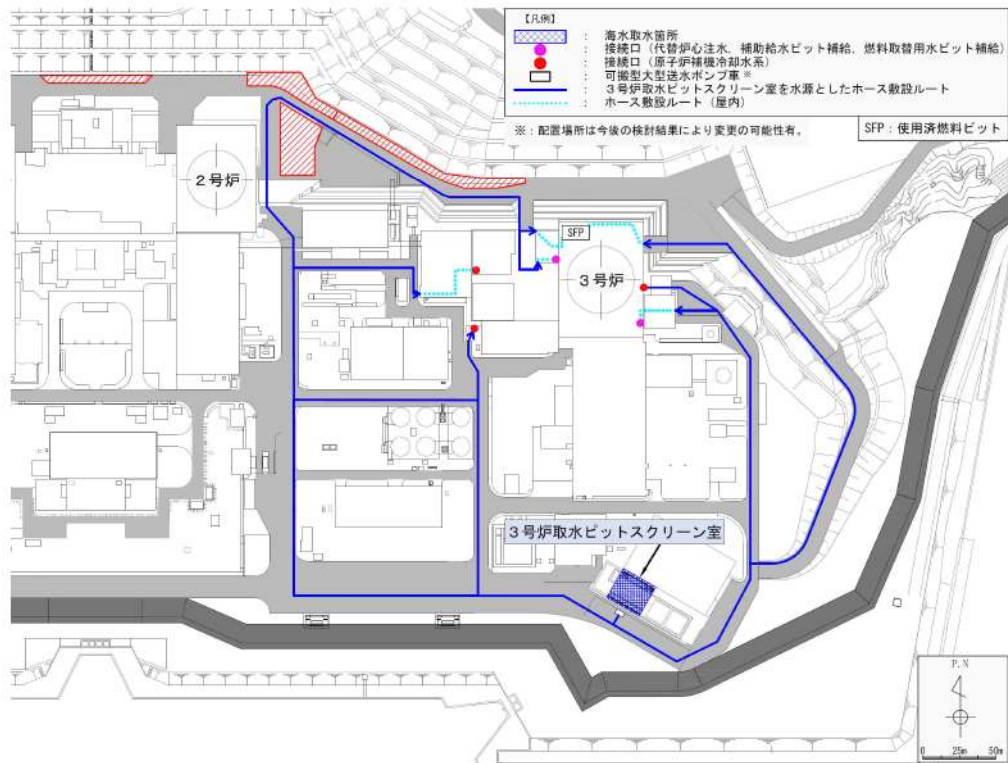 【凡例】
： 海水取水箇所
： 接続口（代替炉心注水、補助給水ピット補給、燃料取替用水ピット補給）
： 接続口（原子炉補機冷却水系）
： 可搬型大型送水ポンプ車※
： ３号炉取水ピットスクリーン室を水源としたホース敷設ルート
： ホース敷設ルート（屋内）
※：配置場所は今後の検討結果により変更の可能性有。
SFP：使用済燃料ピット
２号炉
SFP
３号炉
３号炉取水ピットスクリーン室
P.N
0 25m 50m